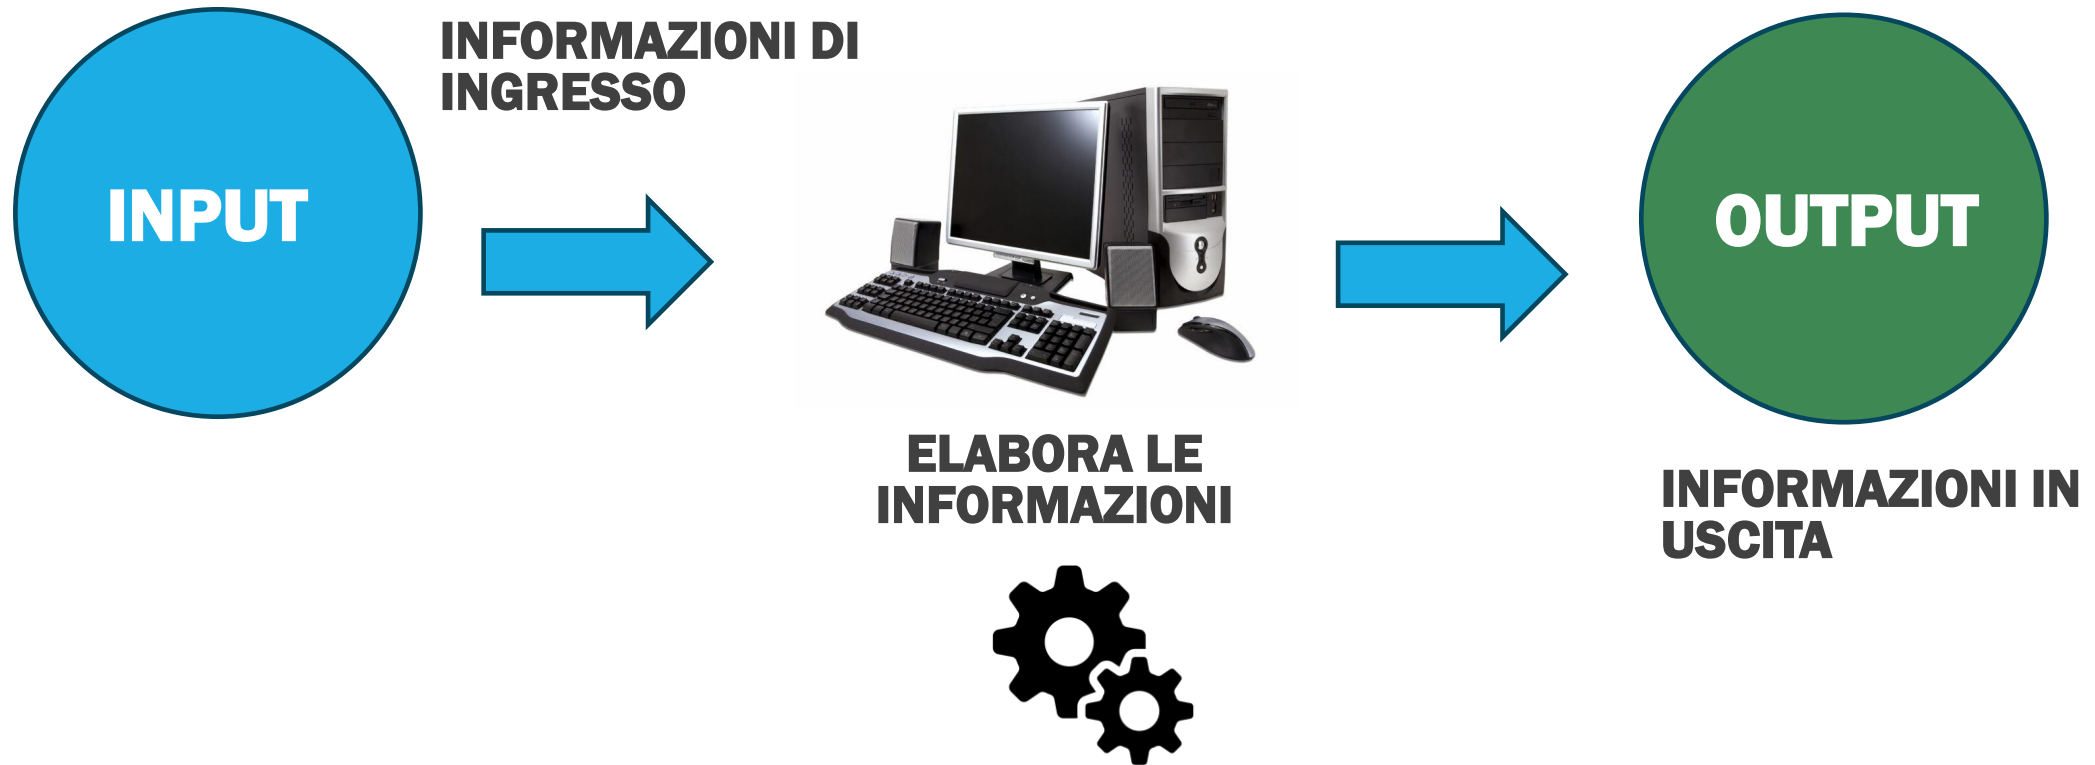 INPUT
INFORMAZIONI DI
INGRESSO
ELABORA LE
INFORMAZIONI
OUTPUT
INFORMAZIONI IN
USCITA